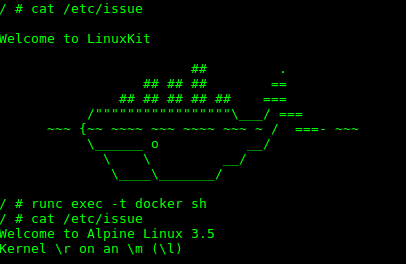 / # cat /etc/issue
Welcome to LinuxKit
                        ##         .
                  ## ## ##        ==
               ## ## ## ## ##    ===
           /"""""""""""""""""\___/ ===
      ~~~ {~~ ~~~~ ~~~ ~~~~ ~~~ ~ /  ===- ~~~
           \______ o           __/
             \    \         __/
              \____\_______/
/ # runc exec -t docker sh
/ # cat /etc/issue
Welcome to Alpine Linux 3.5
Kernel \r on an \m (\l)